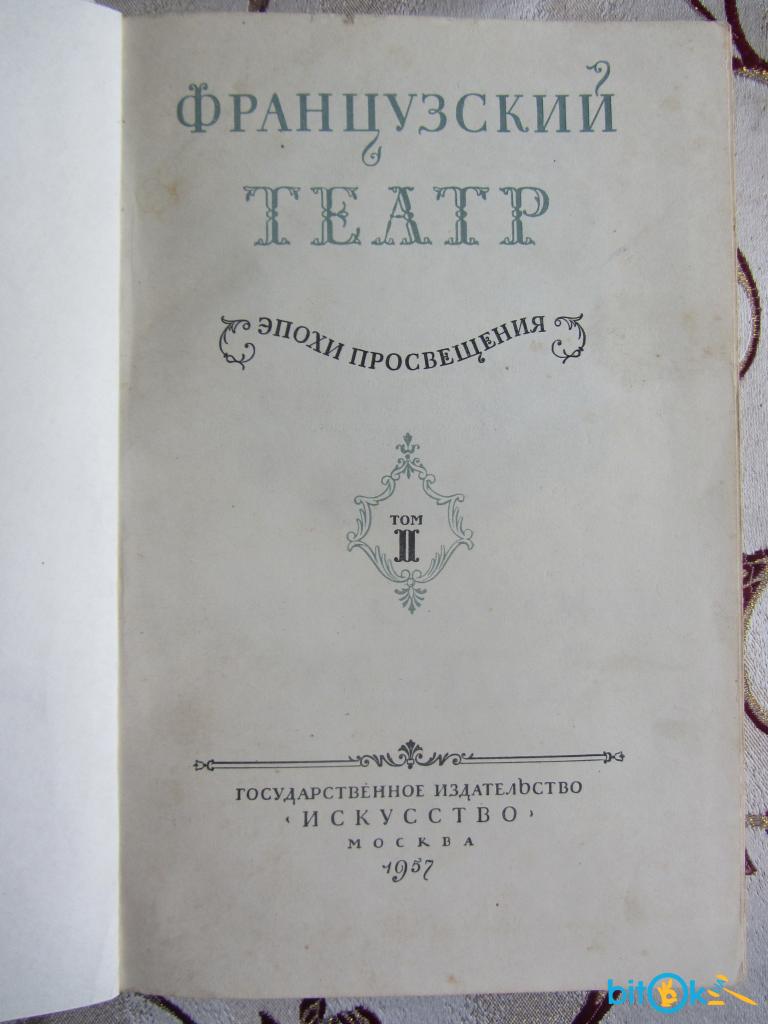 ФРАНЦУЗСКИЙ
ТЕАТР
ЭПОХИ ПРОСВЕЩЕНИЯ
ТОМ
II
ГОСУДАРСТВЕННОЕ ИЗДАТЕЛЬСТВО
‹ИСКУССТВО›
МОСКВА
1957
bitok